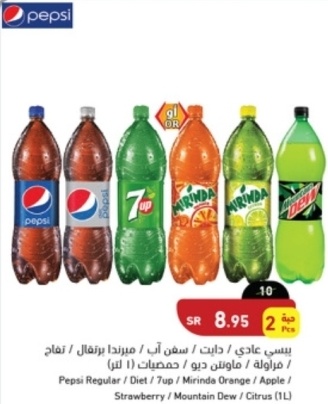 pepsi
أو
OR
pepsi
pepsi
7up
MIRINDA
MIRINDA
Mountain Dew
10
SR 8.95
2 حبة
Pcs
بيبسي عادي / دايت / سفن آب / ميرندا برتقال / تفاح
/ فراولة / ماونتن ديو / حمضيات (١ لتر)
Pepsi Regular / Diet / 7up / Mirinda Orange / Apple /
Strawberry / Mountain Dew / Citrus (1L)